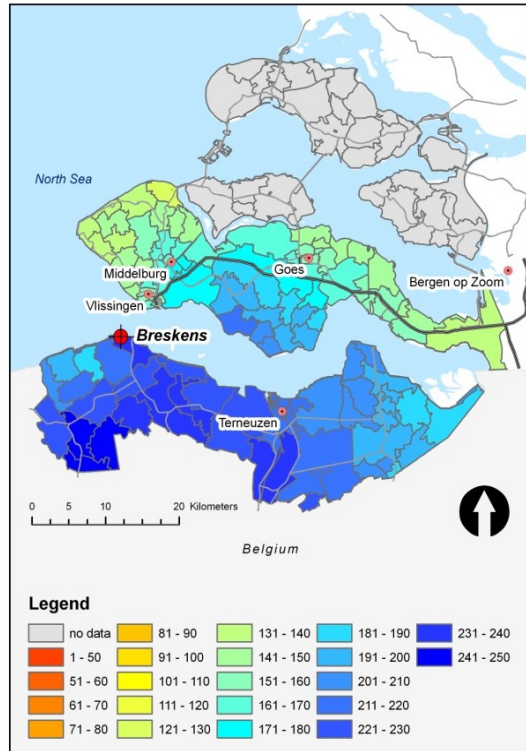 North Sea
Middelburg
Goes
Bergen op Zoom
Vlissingen
Breskens
Terneuzen
0 5 10 20 Kilometers
Belgium
Legend
no data
1 - 50
51 - 60
61 - 70
71 - 80
81 - 90
91 - 100
101 - 110
111 - 120
121 - 130
131 - 140
141 - 150
151 - 160
161 - 170
171 - 180
181 - 190
191 - 200
201 - 210
211 - 220
221 - 230
231 - 240
241 - 250